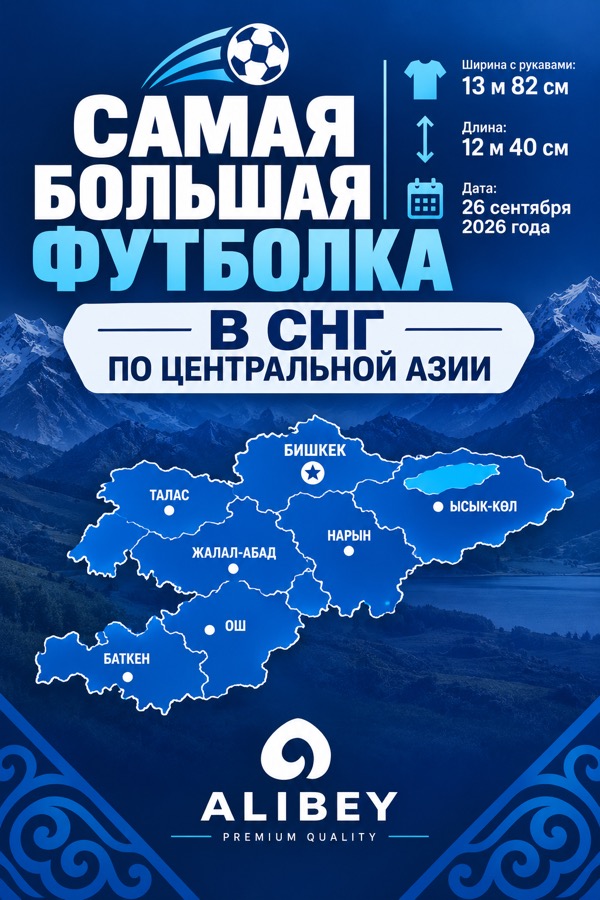 САМАЯ
БОЛЬШАЯ
ФУТБОЛКА
В СНГ
ПО ЦЕНТРАЛЬНОЙ АЗИИ
Ширина с рукавами:
13 м 82 см
Длина:
12 м 40 см
Дата:
26 сентября
2026 года
БИШКЕК
ТАЛАС
ЫСЫК-КӨЛ
НАРЫН
ЖАЛАЛ-АБАД
ОШ
БАТКЕН
ALIBEY
PREMIUM QUALITY